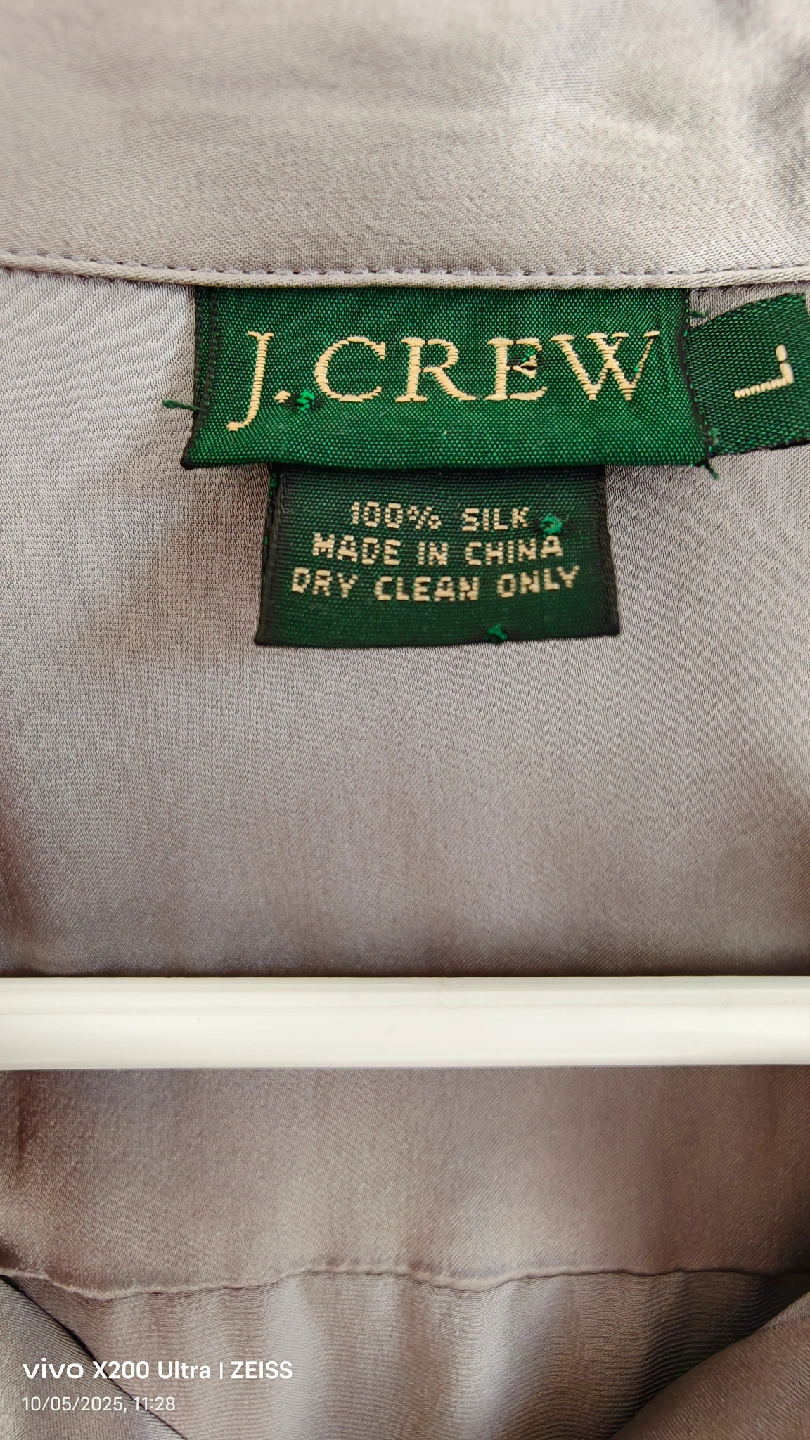 J.CREW
L
100% SILK
MADE IN CHINA
DRY CLEAN ONLY
vivo X200 Ultra | ZEISS
10/05/2025, 11:28